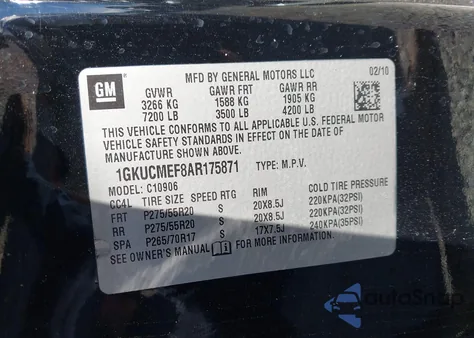 MFD BY GENERAL MOTORS LLC
02/10
GM
GVWR GAWR FRT GAWR RR
3266 KG 1588 KG 1905 KG
7200 LB 3500 LB 4200 LB
THIS VEHICLE CONFORMS TO ALL APPLICABLE U.S. FEDERAL MOTOR
VEHICLE SAFETY STANDARDS IN EFFECT ON THE DATE OF
MANUFACTURE SHOWN ABOVE.
1GKUCMEF8AR175871 TYPE: M.P.V.
MODEL: C10906
CC4L TIRE SIZE SPEED RTG RIM COLD TIRE PRESSURE
FRT P275/55R20 S 20X8.5J 220KPA(32PSI)
RR P275/55R20 S 20X8.5J 220KPA(32PSI)
SPA P265/70R17 S 17X7.5J 240KPA(35PSI)
SEE OWNER'S MANUAL FOR MORE INFORMATION.
AutoSnap